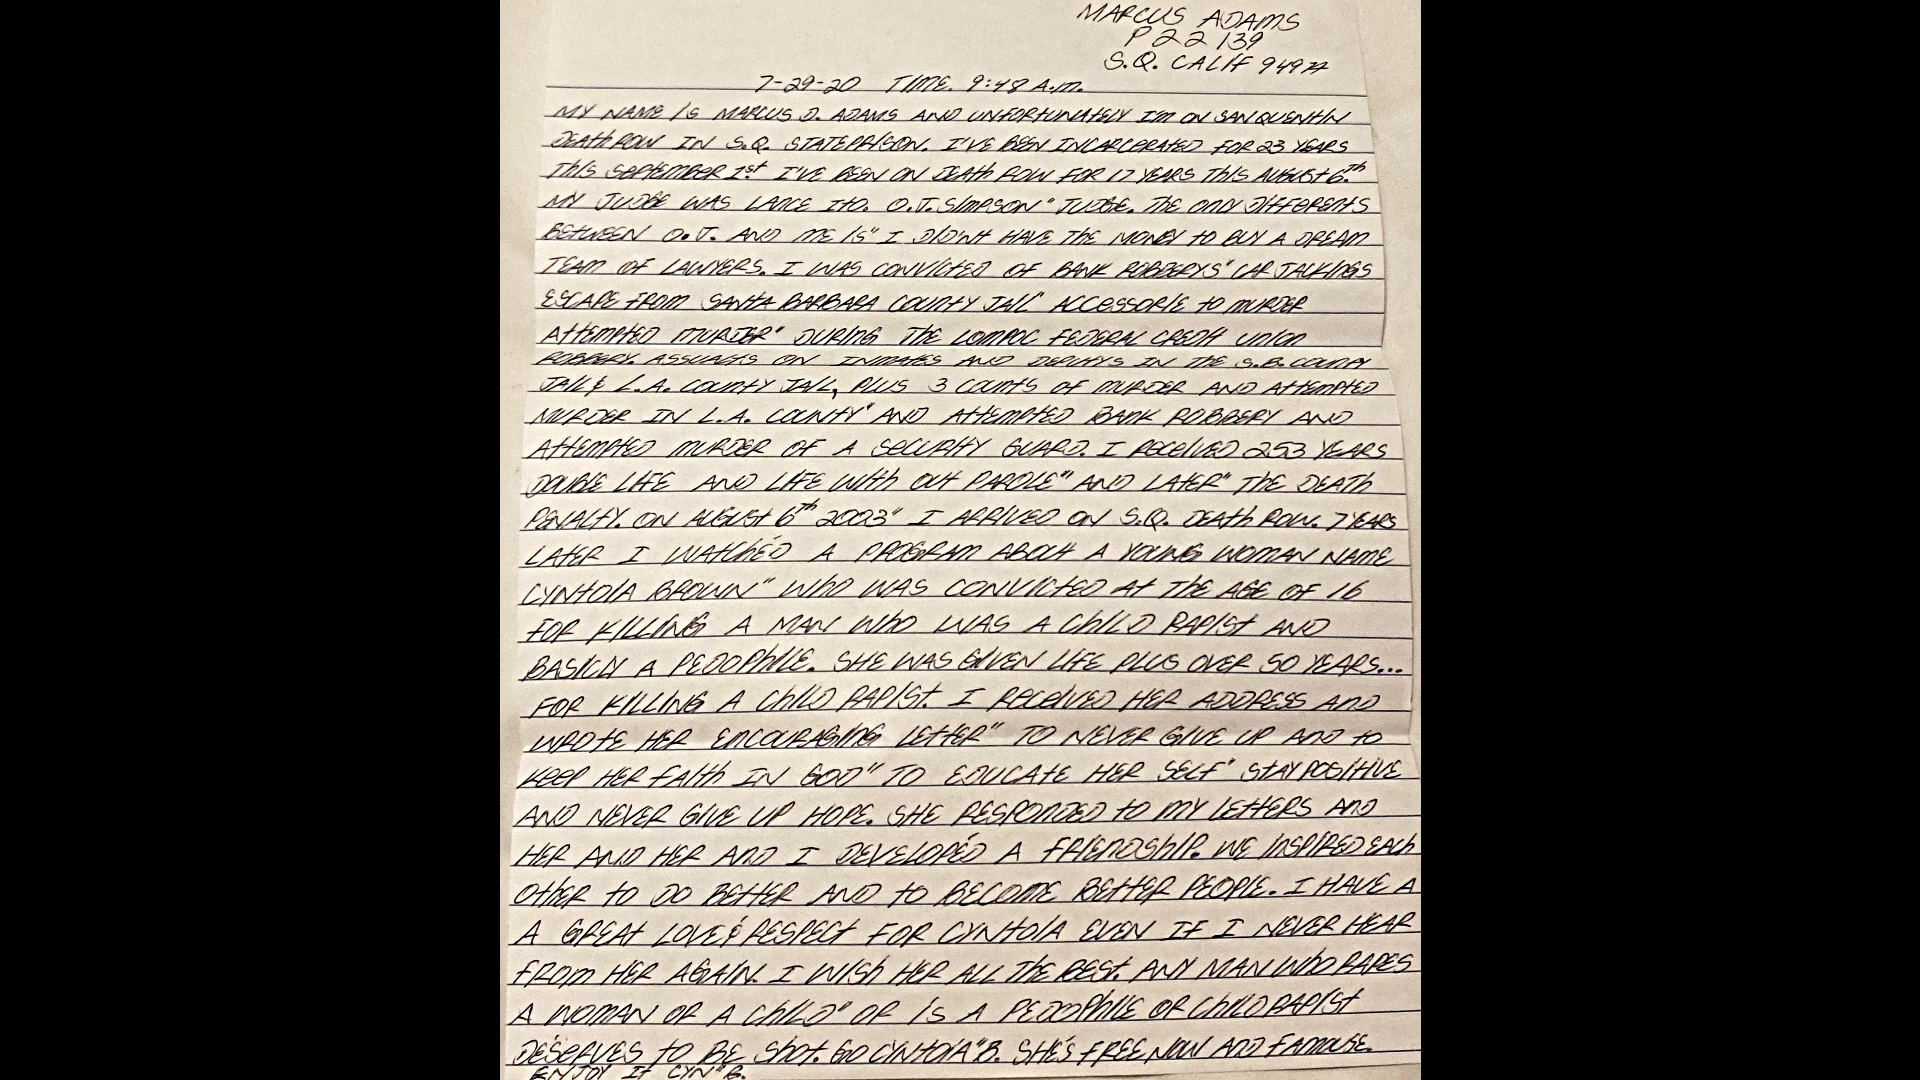 MARCUS ADAMS
P22139
S.Q. CALIF 94974
7-29-20 TIME. 9:48 A.M.
MY NAME IS MARCUS D. ADAMS AND UNFORTUNATELY I'M ON SAN QUENTIN
DEATH ROW IN S.Q. STATE PRISON. I'VE BEEN INCARCERATED FOR 23 YEARS
THIS SEPTEMBER 1st I'VE BEEN ON DEATH ROW FOR 17 YEARS THIS AUGUST 6th.
MY JUDGE WAS LANCE ITO. O.J. SIMPSON" JUDGE. THE ONLY DIFFERENTS
BETWEEN O.J. AND ME IS" I DIDN'T HAVE THE MONEY TO BUY A DREAM
TEAM OF LAWYERS. I WAS CONVICTED OF BANK ROBBERYS" CAR JACKINGS
ESCAPE FROM SANTA BARBARA COUNTY JAIL" ACCESSORIE TO MURDER
ATTEMPTED MURDER" DURING THE LOMPOC FEDERAL CREDIT UNION
ROBBERY. ASSUALTS ON INMATES AND DEPUTYS IN THE S.B. COUNTY
JAIL & L.A. COUNTY JAIL, PLUS 3 COUNTS OF MURDER AND ATTEMPTED
MURDER IN L.A. COUNTY" AND ATTEMPTED BANK ROBBERY AND
ATTEMPTED MURDER OF A SECURITY GUARD. I RECEIVED 253 YEARS
DOUBLE LIFE AND LIFE WITH OUT PAROLE" AND LATER" THE DEATH
PENALTY. ON AUGUST 6th 2003" I ARRIVED ON S.Q. DEATH ROW. 7 YEARS
LATER I WATCHED A PROGRAM ABOUT A YOUNG WOMAN NAME
CYNTOIA BROWN" WHO WAS CONVICTED AT THE AGE OF 16
FOR KILLING A MAN WHO WAS A CHILD RAPIST AND
BASICLY A PEDOPHILE. SHE WAS GIVEN LIFE PLUS OVER 50 YEARS...
FOR KILLING A CHILD RAPIST. I RECEIVED HER ADDRESS AND
WROTE HER ENCOURAGING LETTER" TO NEVER GIVE UP AND TO
KEEP HER FAITH IN GOD" TO EDUCATE HER SELF" STAY POSITIVE
AND NEVER GIVE UP HOPE. SHE RESPONDED TO MY LETTERS AND
HER AND HER AND I DEVELOPED A FRIENDSHIP. WE INSPIRED EACH
OTHER TO DO BETTER AND TO BECOME BETTER PEOPLE. I HAVE A
A GREAT LOVE & RESPECT FOR CYNTOIA EVEN IF I NEVER HEAR
FROM HER AGAIN. I WISH HER ALL THE BEST. ANY MAN WHO RAPES
A WOMAN OR A CHILD" OR IS A PEDOPHILE OR CHILD RAPIST
DESERVES TO BE SHOT. GO CYNTOIA "B. SHE'S FREE NOW AND FAMOUSE.
ENJOY IT CYN"B.